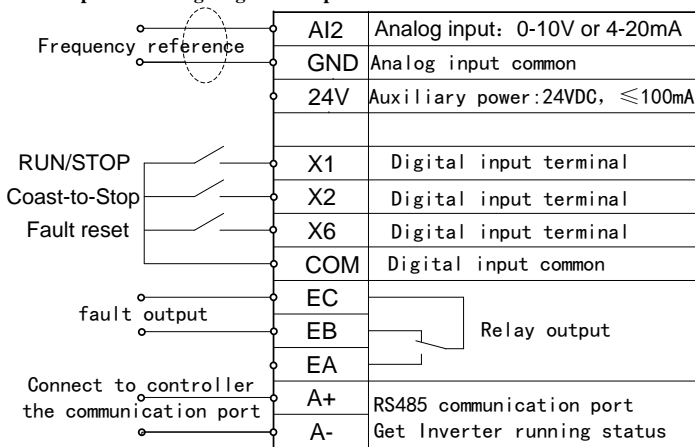 Frequency reference
AI2 Analog input: 0-10V or 4-20mA
GND Analog input common
24V Auxiliary power:24VDC, ≤100mA
RUN/STOP X1 Digital input terminal
Coast-to-Stop X2 Digital input terminal
Fault reset X6 Digital input terminal
COM Digital input common
fault output
EC
EB Relay output
EA
Connect to controller
the communication port
A+ RS485 communication port
A- Get Inverter running status